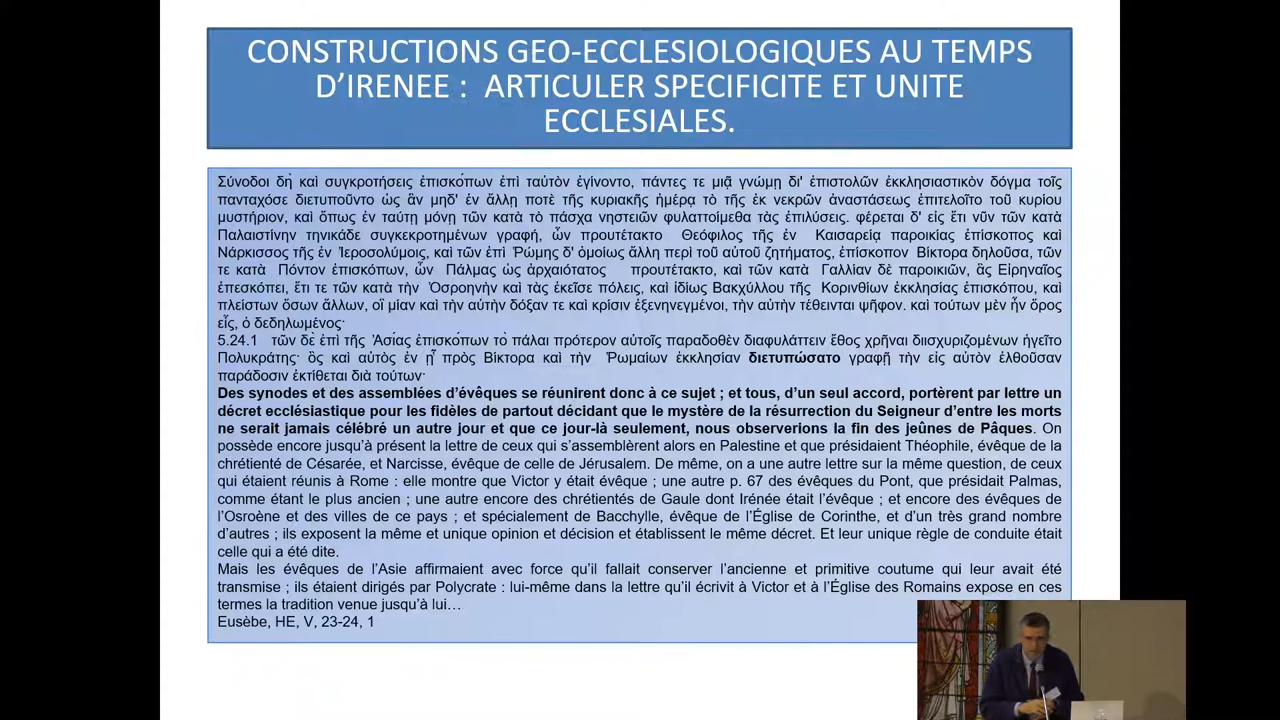 CONSTRUCTIONS GEO-ECCLESIOLOGIQUES AU TEMPS
D’IRENEE : ARTICULER SPECIFICITE ET UNITE
ECCLESIALES.
Σύνοδοι δὴ καὶ συγκροτήσεις ἐπισκόπων ἐπὶ ταὐτὸν ἐγίνοντο, πάντες τε μιᾷ γνώμῃ δι' ἐπιστολῶν ἐκκλησιαστικὸν δόγμα τοῖς
πανταχόσε διετυποῦντο ὡς ἂν μηδ' ἐν ἄλλῃ ποτὲ τῆς κυριακῆς ἡμέρᾳ τὸ τῆς ἐκ νεκρῶν ἀναστάσεως ἐπιτελοῖτο τοῦ κυρίου
μυστήριον, καὶ ὅπως ἐν ταύτῃ μόνῃ τῶν κατὰ τὸ πάσχα νηστειῶν φυλαττοίμεθα τὰς ἐπιλύσεις. φέρεται δ' εἰς ἔτι νῦν τῶν κατὰ
Παλαιστίνην τηνικάδε συγκεκροτημένων γραφή, ὧν προυτέτακτο Θεόφιλος τῆς ἐν Καισαρείᾳ παροικίας ἐπίσκοπος καὶ
Νάρκισσος τῆς ἐν Ἱεροσολύμοις, καὶ τῶν ἐπὶ Ῥώμης δ' ὁμοίως ἄλλη περὶ τοῦ αὐτοῦ ζητήματος, ἐπίσκοπον Βίκτορα δηλοῦσα, τῶν
τε κατὰ Πόντον ἐπισκόπων, ὧν Πάλμας ὡς ἀρχαιότατος προυτέτακτο, καὶ τῶν κατὰ Γαλλίαν δὲ παροικιῶν, ἃς Εἰρηναῖος
ἐπεσκόπει, ἔτι τε τῶν κατὰ τὴν Ὀσροηνὴν καὶ τὰς ἐκεῖσε πόλεις, καὶ ἰδίως Βακχύλλου τῆς Κορινθίων ἐκκλησίας ἐπισκόπου, καὶ
πλείστων ὅσων ἄλλων, οἳ μίαν καὶ τὴν αὐτὴν δόξαν τε καὶ κρίσιν ἐξενηνεγμένοι, τὴν αὐτὴν τέθεινται ψῆφον. καὶ τούτων μὲν ἦν ὅρος
εἷς, ὁ δεδηλωμένος·
5.24.1 τῶν δὲ ἐπὶ τῆς Ἀσίας ἐπισκόπων τὸ πάλαι πρότερον αὐτοῖς παραδοθὲν διαφυλάττειν ἔθος χρῆναι διισχυριζομένων ἡγεῖτο
Πολυκράτης· ὃς καὶ αὐτὸς ἐν ᾗ πρὸς Βίκτορα καὶ τὴν Ῥωμαίων ἐκκλησίαν διετυπώσατο γραφῇ τὴν εἰς αὐτὸν ἐλθοῦσαν
παράδοσιν ἐκτίθεται διὰ τούτων·
Des synodes et des assemblées d’évêques se réunirent donc à ce sujet ; et tous, d’un seul accord, portèrent par lettre un
décret ecclésiastique pour les fidèles de partout décidant que le mystère de la résurrection du Seigneur d’entre les morts
ne serait jamais célébré un autre jour et que ce jour-là seulement, nous observerions la fin des jeûnes de Pâques. On
possède encore jusqu’à présent la lettre de ceux qui s’assemblèrent alors en Palestine et que présidaient Théophile, évêque de la
chrétienté de Césarée, et Narcisse, évêque de celle de Jérusalem. De même, on a une autre lettre sur la même question, de ceux
qui étaient réunis à Rome : elle montre que Victor y était évêque ; une autre p. 67 des évêques du Pont, que présidait Palmas,
comme étant le plus ancien ; une autre encore des chrétientés de Gaule dont Irénée était l’évêque ; et encore des évêques de
l’Osroène et des villes de ce pays ; et spécialement de Bacchylle, évêque de l’Église de Corinthe, et d’un très grand nombre
d’autres ; ils exposent la même et unique opinion et décision et établissent le même décret. Et leur unique règle de conduite était
celle qui a été dite.
Mais les évêques de l’Asie affirmaient avec force qu’il fallait conserver l’ancienne et primitive coutume qui leur avait été
transmise ; ils étaient dirigés par Polycrate : lui-même dans la lettre qu’il écrivit à Victor et à l’Église des Romains expose en ces
termes la tradition venue jusqu’à lui…
Eusèbe, HE, V, 23-24, 1